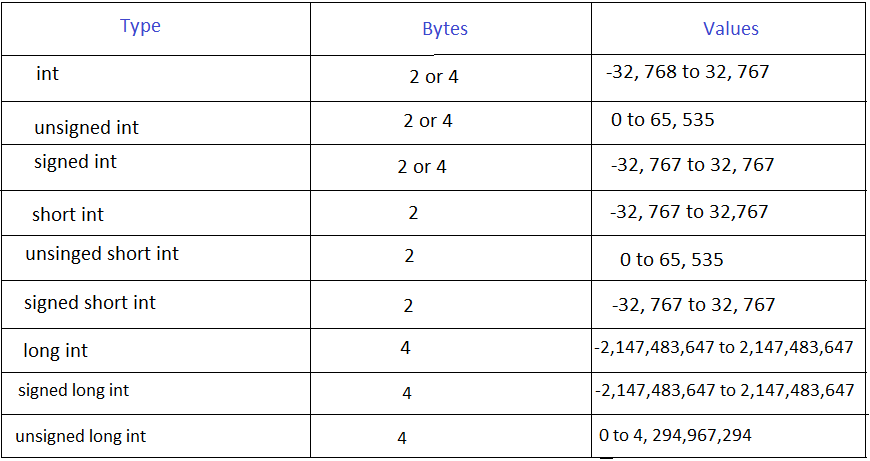 Type Bytes Values
int 2 or 4 -32, 768 to 32, 767
unsigned int 2 or 4 0 to 65, 535
signed int 2 or 4 -32, 767 to 32, 767
short int 2 -32, 767 to 32,767
unsinged short int 2 0 to 65, 535
signed short int 2 -32, 767 to 32, 767
long int 4 -2,147,483,647 to 2,147,483,647
signed long int 4 -2,147,483,647 to 2,147,483,647
unsigned long int 4 0 to 4, 294,967,294